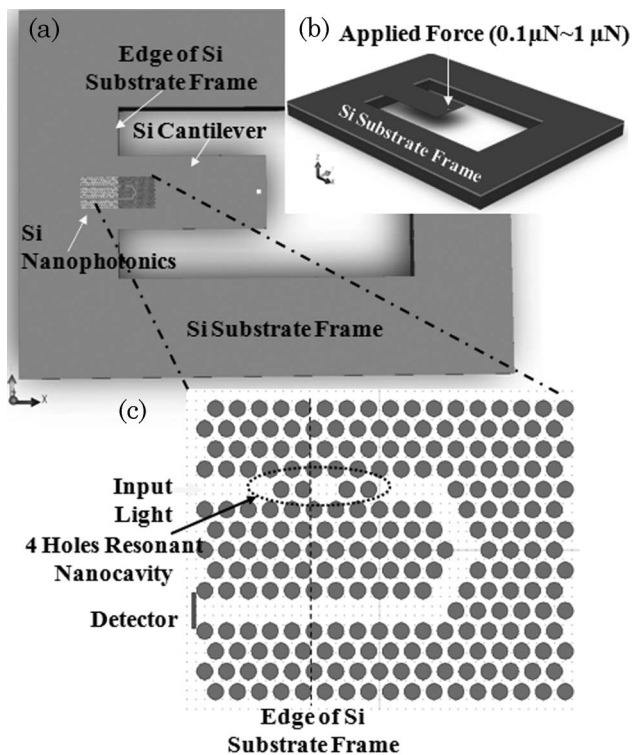 (a)
Edge of Si
Substrate Frame
Si Cantilever
Si
Nanophotonics
Si Substrate Frame
X
(b)
Applied Force (0.1μN~1 μN)
Si Substrate Frame
(c)
Input
Light
4 Holes Resonant
Nanocavity
Detector
Edge of Si
Substrate Frame